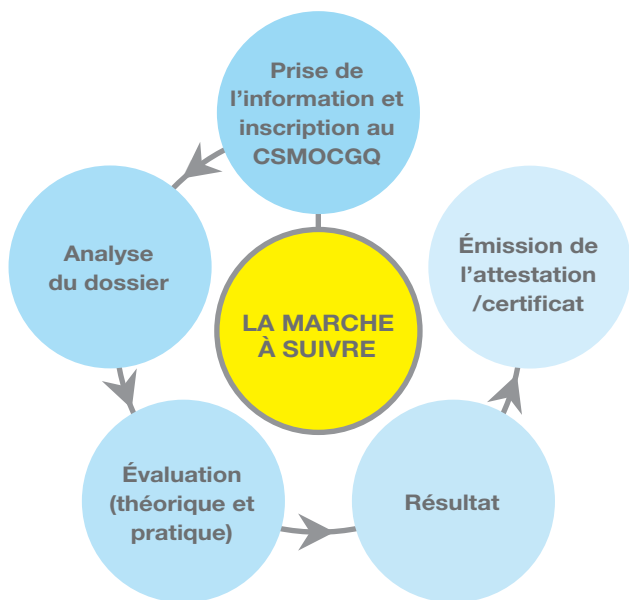 Prise de
l'information et
inscription au
CSMOCGQ
Analyse
du dossier
Évaluation
(théorique et
pratique)
Résultat
Émission de
l'attestation
/certificat
LA MARCHE
À SUIVRE